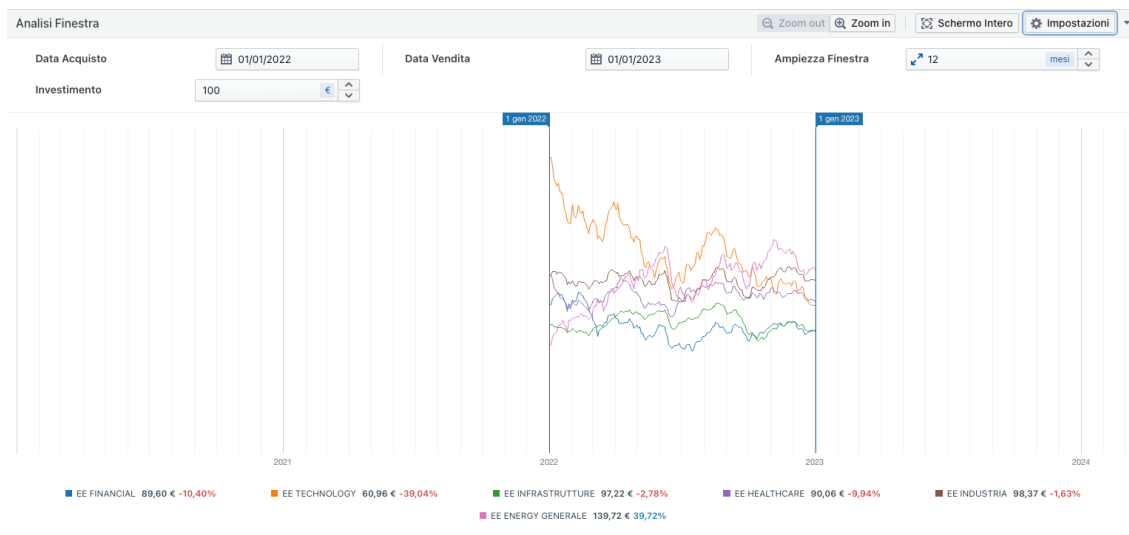 Analisi Finestra Zoom out Zoom in Schermo Intero Impostazioni
Data Acquisto 01/01/2022 Data Vendita 01/01/2023 Ampiezza Finestra 12 mesi
Investimento 100 €
1 gen 2022 1 gen 2023
2021 2022 2023 2024
EE FINANCIAL 89,60 € -10,40% EE TECHNOLOGY 60,96 € -39,04% EE INFRASTRUTTURE 97,22 € -2,78% EE HEALTHCARE 90,06 € -9,94% EE INDUSTRIA 98,37 € -1,63%
EE ENERGY GENERALE 139,72 € 39,72%